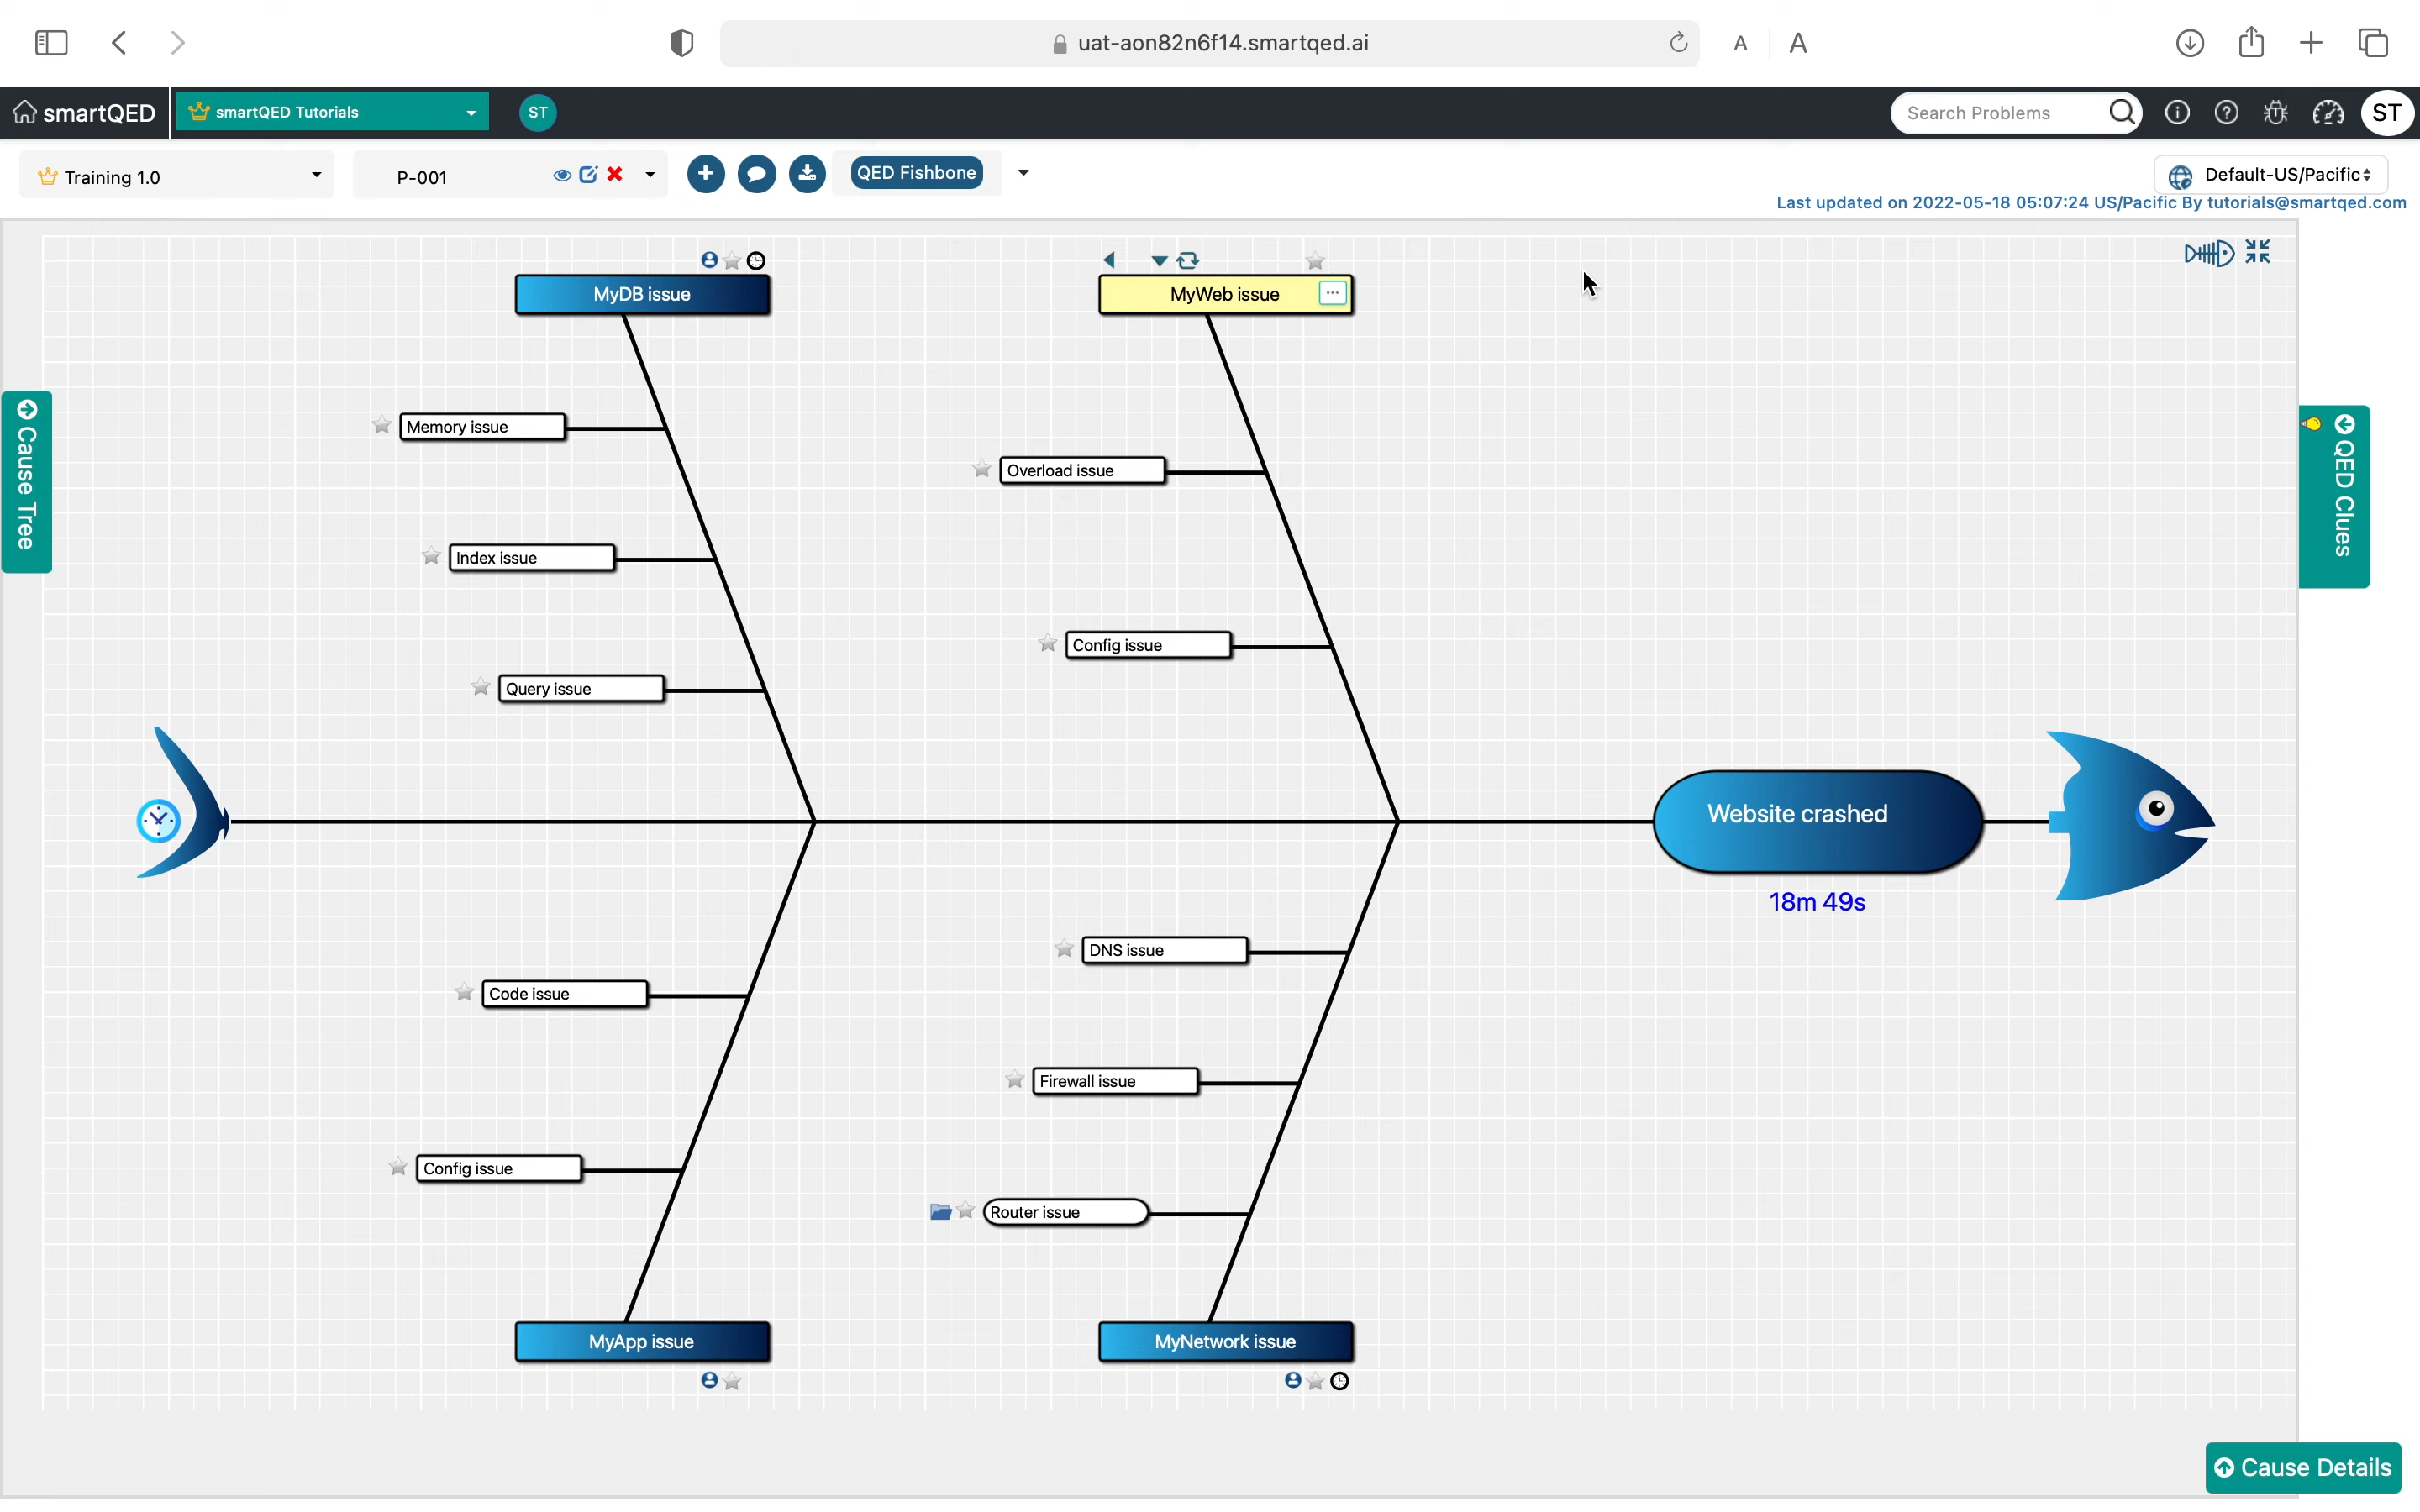 uat-aon82n6f14.smartqed.ai
A
A
smartQED
smartQED Tutorials
ST
Search Problems
ST
Training 1.0
P-001
QED Fishbone
Default-US/Pacific
Last updated on 2022-05-18 05:07:24 US/Pacific By tutorials@smartqed.com
MyDB issue
MyWeb issue
...
Cause Tree
QED Clues
Memory issue
Overload issue
Index issue
Config issue
Query issue
Website crashed
18m 49s
DNS issue
Code issue
Firewall issue
Config issue
Router issue
MyApp issue
MyNetwork issue
Cause Details